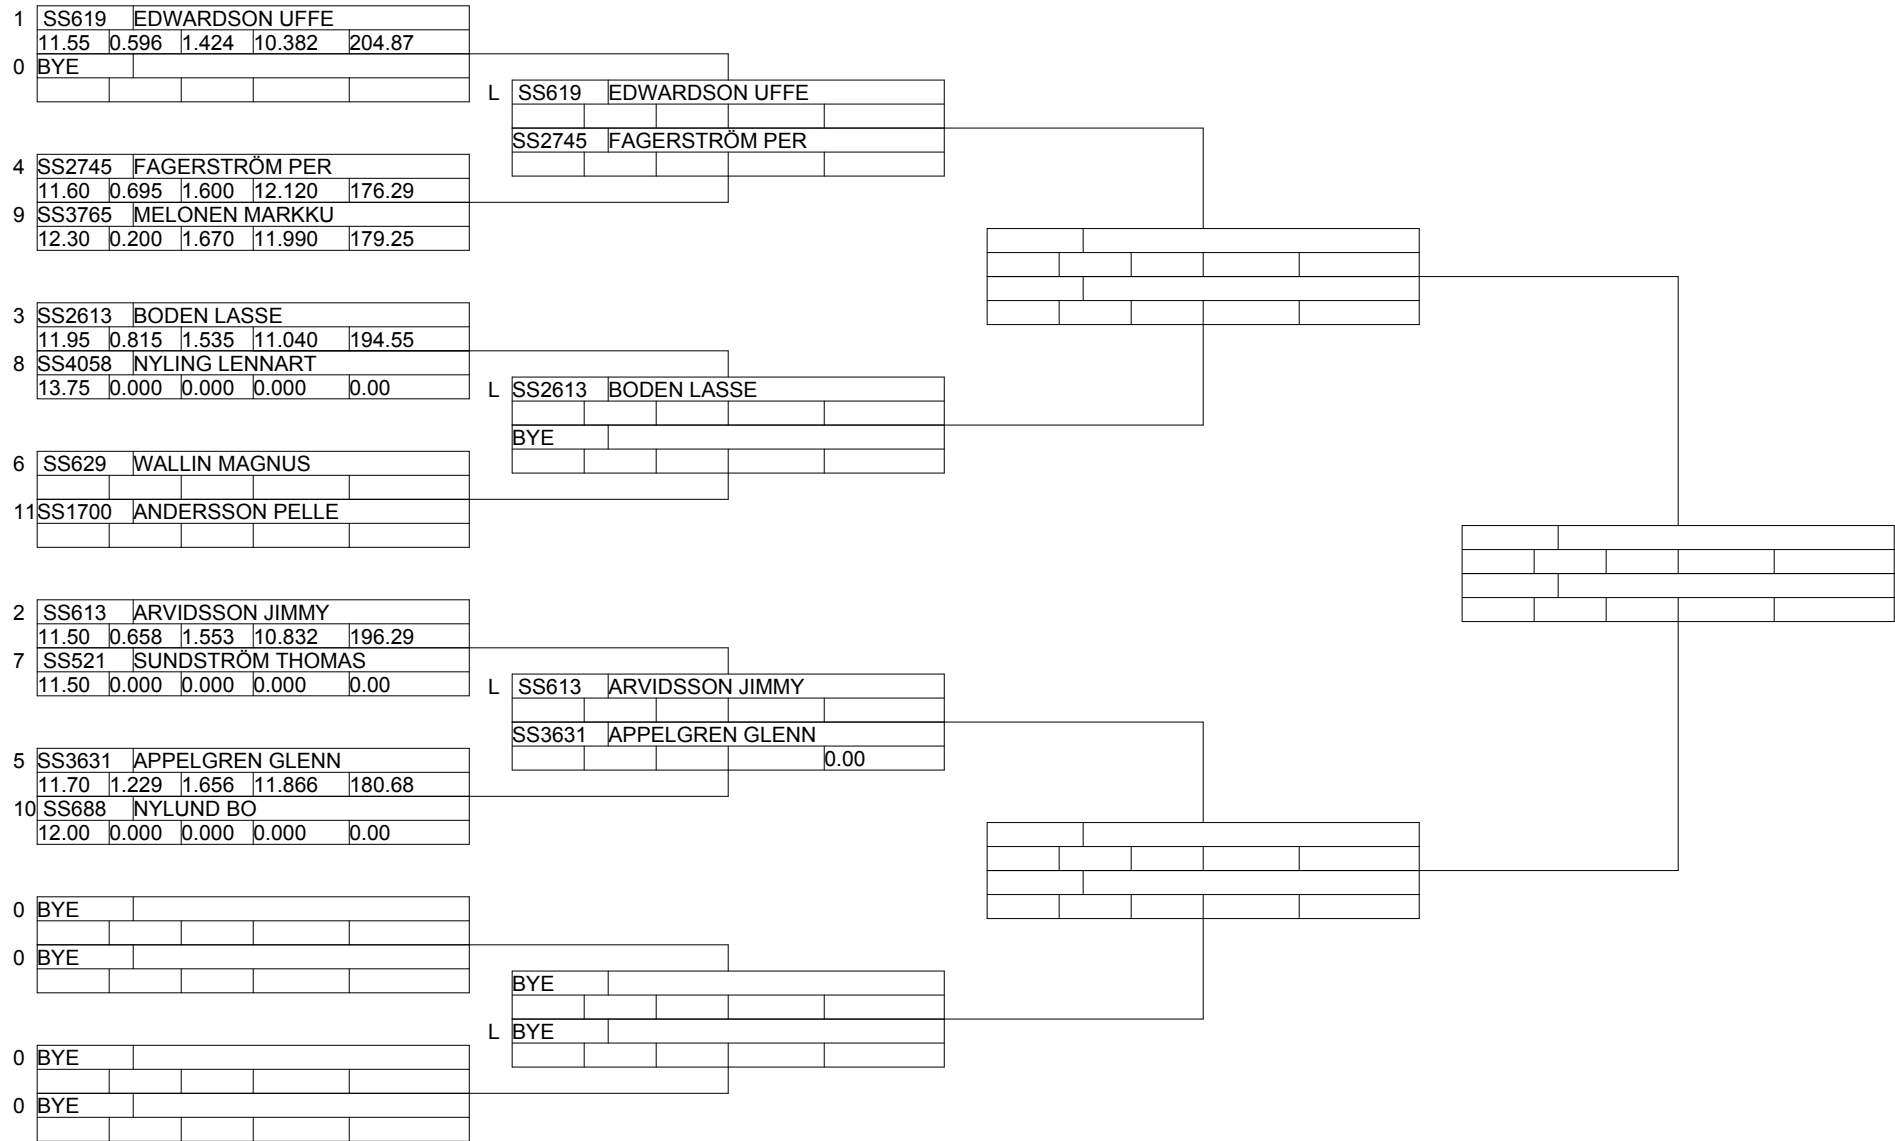 1 SS619 EDWARDSON UFFE
11.55 0.596 1.424 10.382 204.87
0 BYE
4 SS2745 FAGERSTRÖM PER
11.60 0.695 1.600 12.120 176.29
9 SS3765 MELONEN MARKKU
12.30 0.200 1.670 11.990 179.25
3 SS2613 BODEN LASSE
11.95 0.815 1.535 11.040 194.55
8 SS4058 NYLING LENNART
13.75 0.000 0.000 0.000 0.00
6 SS629 WALLIN MAGNUS
11 SS1700 ANDERSSON PELLE
2 SS613 ARVIDSSON JIMMY
11.50 0.658 1.553 10.832 196.29
7 SS521 SUNDSTRÖM THOMAS
11.50 0.000 0.000 0.000 0.00
5 SS3631 APPELGREN GLENN
11.70 1.229 1.656 11.866 180.68
10 SS688 NYLUND BO
12.00 0.000 0.000 0.000 0.00
0 BYE
0 BYE
0 BYE
0 BYE
L SS619 EDWARDSON UFFE
SS2745 FAGERSTRÖM PER
L SS2613 BODEN LASSE
BYE
L SS613 ARVIDSSON JIMMY
SS3631 APPELGREN GLENN
0.00
BYE
L BYE